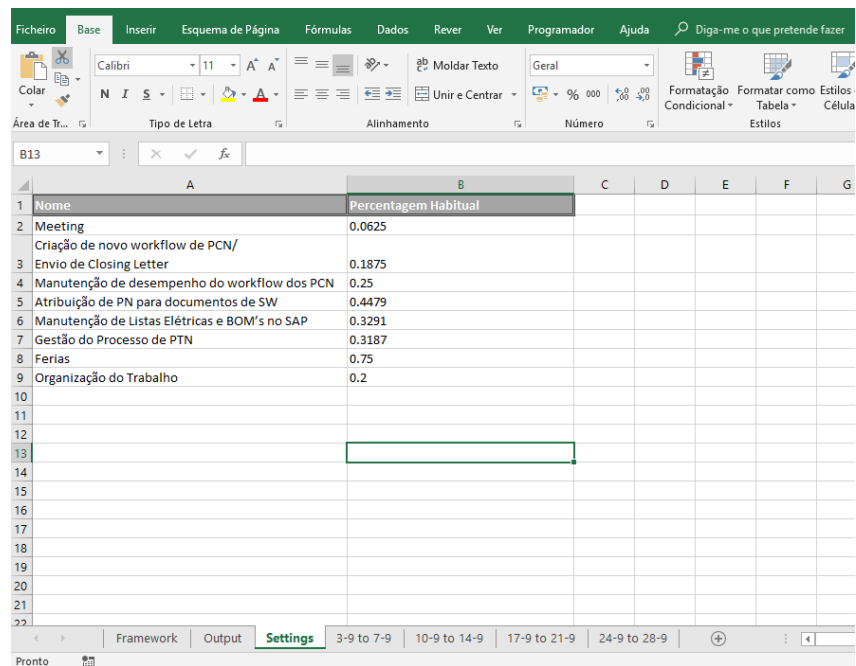 Ficheiro Base Inserir Esquema de Página Fórmulas Dados Rever Ver Programador Ajuda Diga-me o que pretende fazer
Calibri 11 A A ab Moldar Texto Geral
Colar N I S A Unir e Centrar % 000 Formatação Condicional Formatar como Tabela Estilos Célula
Área de Tr... Tipo de Letra Alinhamento Número Estilos
B13 fx
A B C D E F G
1 Nome Percentagem Habitual
2 Meeting 0.0625
Criação de novo workflow de PCN/
3 Envio de Closing Letter 0.1875
4 Manutenção de desempenho do workflow dos PCN 0.25
5 Atribuição de PN para documentos de SW 0.4479
6 Manutenção de Listas Elétricas e BOM's no SAP 0.3291
7 Gestão do Processo de PTN 0.3187
8 Ferias 0.75
9 Organização do Trabalho 0.2
10
11
12
13
14
15
16
17
18
19
20
21
22
Framework Output Settings 3-9 to 7-9 10-9 to 14-9 17-9 to 21-9 24-9 to 28-9
Pronto